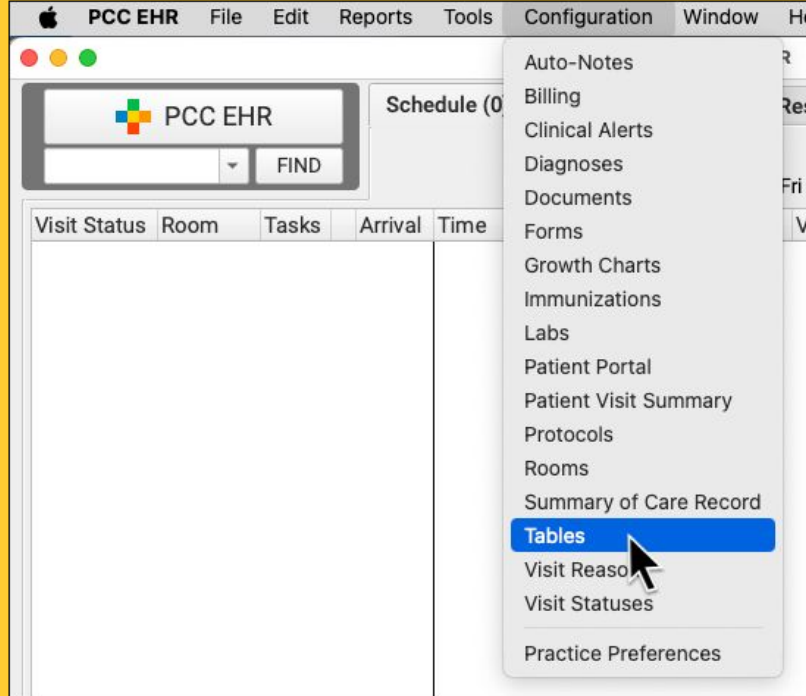 PCC EHR File Edit Reports Tools Configuration Window
PCC EHR
FIND
Schedule (0
Fri
Visit Status Room Tasks Arrival Time
Auto-Notes
Billing
Clinical Alerts
Diagnoses
Documents
Forms
Growth Charts
Immunizations
Labs
Patient Portal
Patient Visit Summary
Protocols
Rooms
Summary of Care Record
Tables
Visit Reaso
Visit Statuses
Practice Preferences